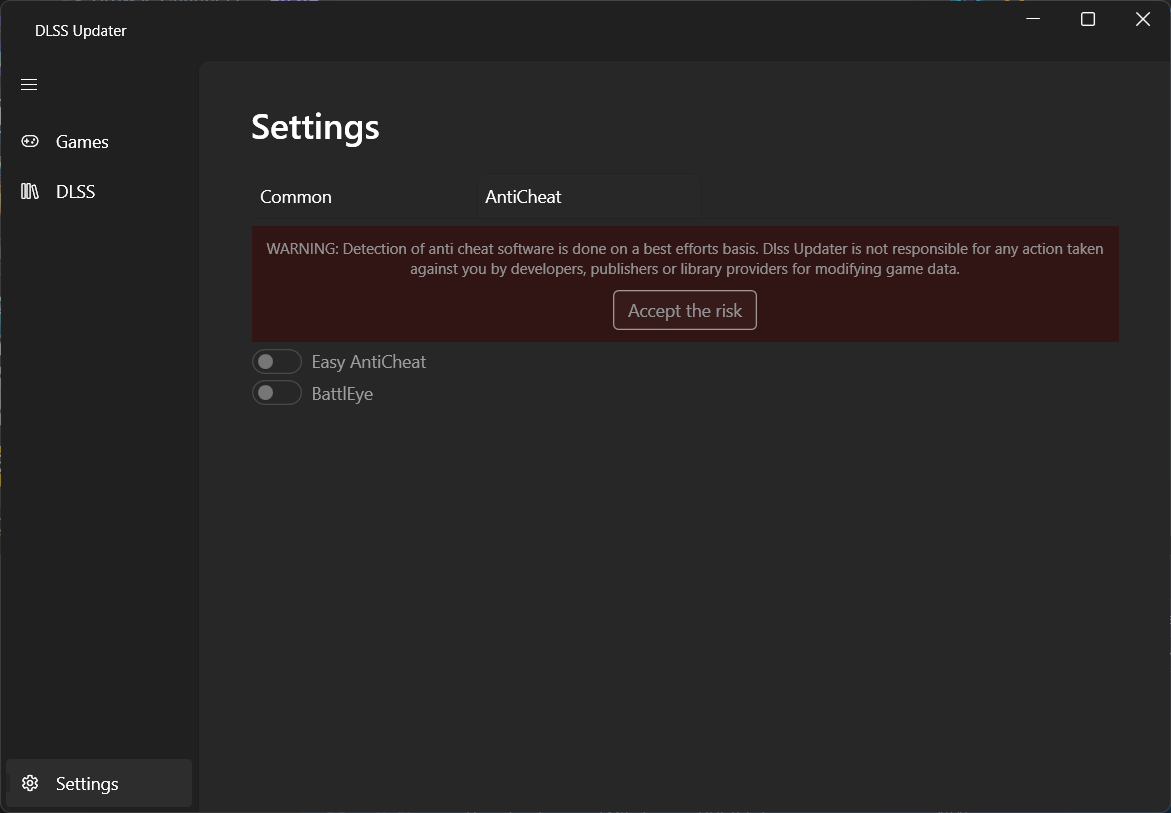 DLSS Updater
Games
DLSS
Settings
Common
AntiCheat
WARNING: Detection of anti cheat software is done on a best efforts basis. Dlss Updater is not responsible for any action taken
against you by developers, publishers or library providers for modifying game data.
Accept the risk
Easy AntiCheat
BattlEye
Settings